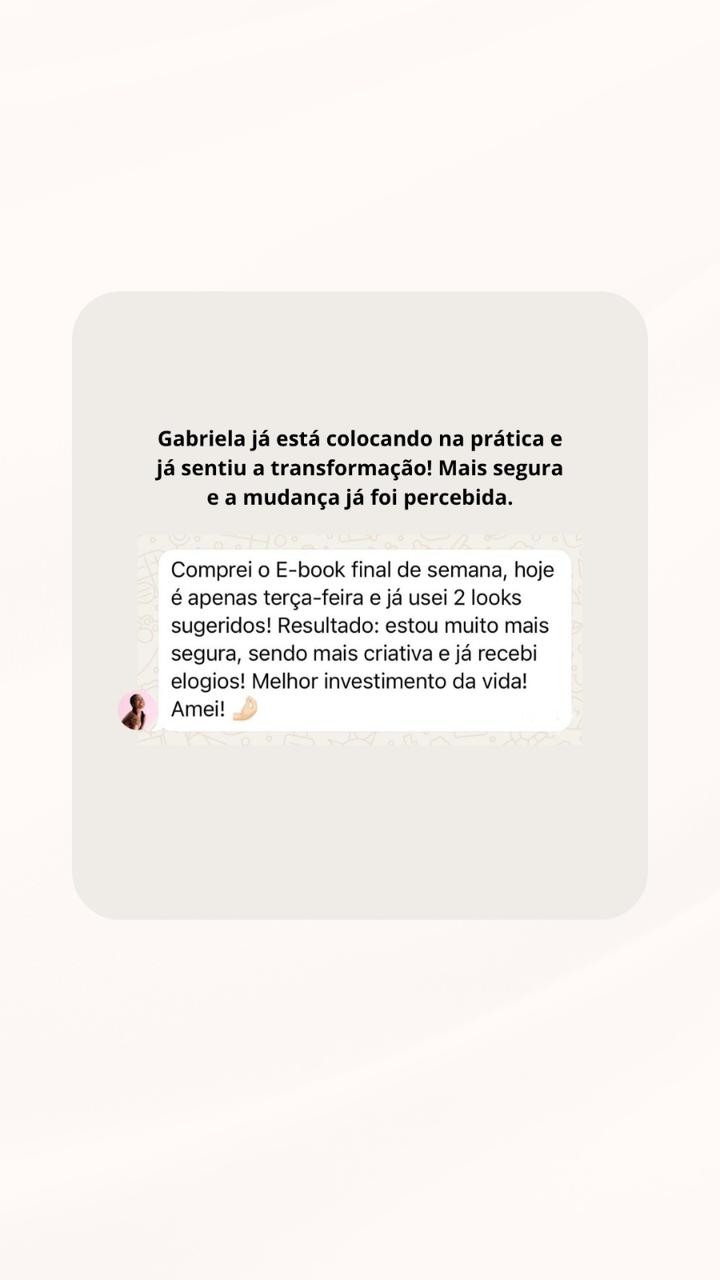 Gabriela já está colocando na prática e
já sentiu a transformação! Mais segura
e a mudança já foi percebida.
Comprei o E-book final de semana, hoje
é apenas terça-feira e já usei 2 looks
sugeridos! Resultado: estou muito mais
segura, sendo mais criativa e já recebi
elogios! Melhor investimento da vida!
Amei! 👌🏻